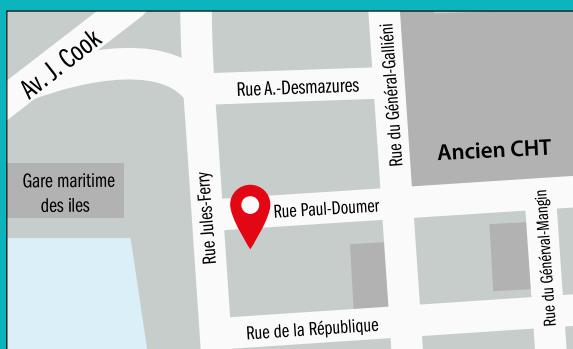 Av. J. Cook
Rue A.-Desmazures
Rue du Général-Galliéni
Ancien CHT
Gare maritime
des iles
Rue Jules-Ferry
Rue Paul-Doumer
Rue du Générval-Mangin
Rue de la République